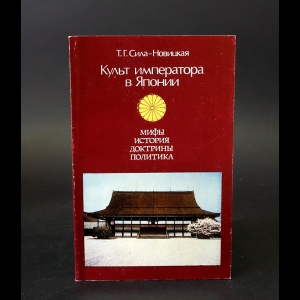 Т.Г. Сила-Новицкая
Культ императора
в Японии
МИФЫ
ИСТОРИЯ
ДОКТРИНЫ
ПОЛИТИКА